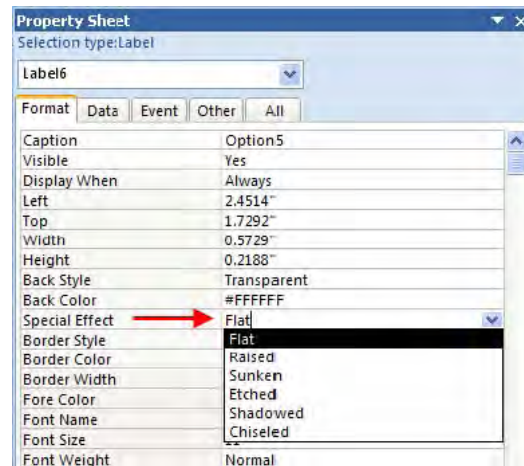 Property Sheet
Selection type:Label
Label6
Format Data Event Other All
Caption Option5
Visible Yes
Display When Always
Left 2.4514"
Top 1.7292"
Width 0.5729"
Height 0.2188"
Back Style Transparent
Back Color #FFFFFF
Special Effect Flat
Border Style Flat
Border Color Raised
Border Width Sunken
Fore Color Etched
Font Name Shadowed
Font Size Chiseled
Font Weight Normal